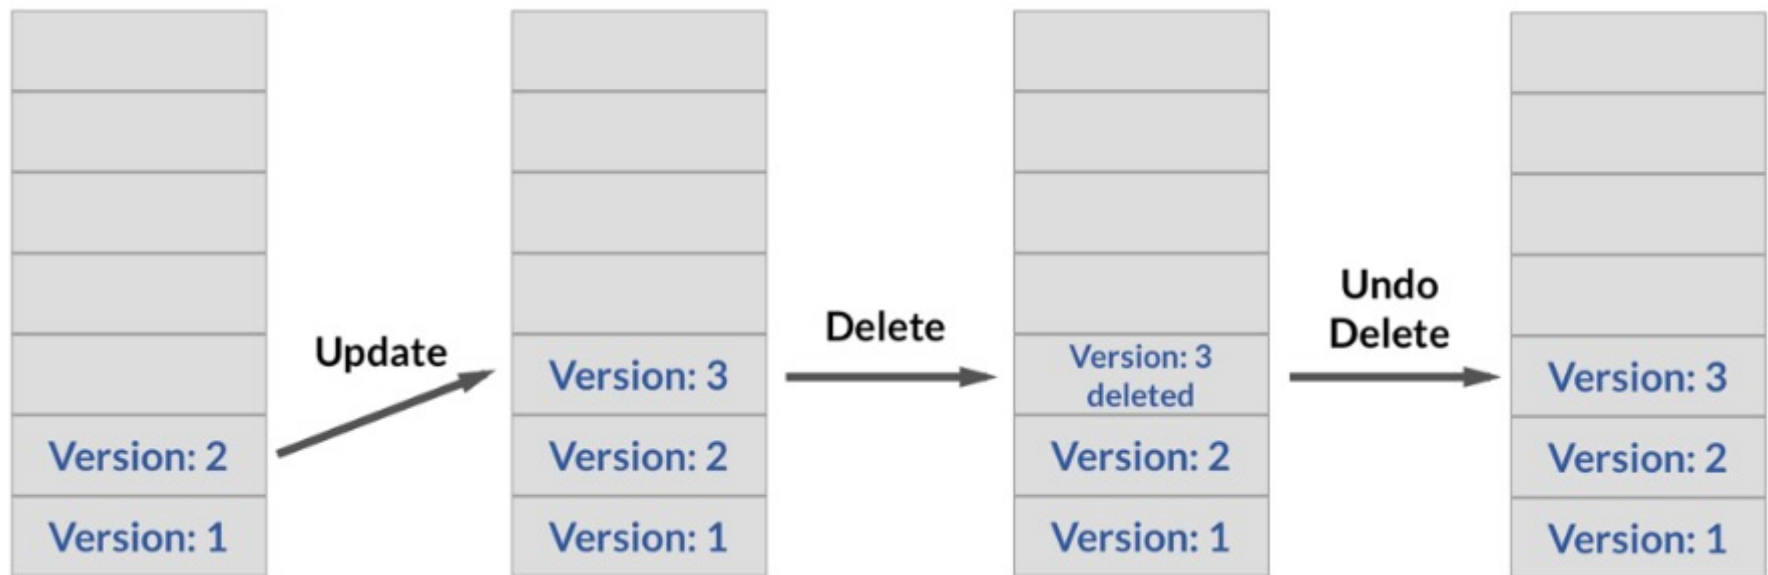 Version: 2
Version: 1
Update
Version: 3
Version: 2
Version: 1
Delete
Version: 3
deleted
Version: 2
Version: 1
Undo
Delete
Version: 3
Version: 2
Version: 1